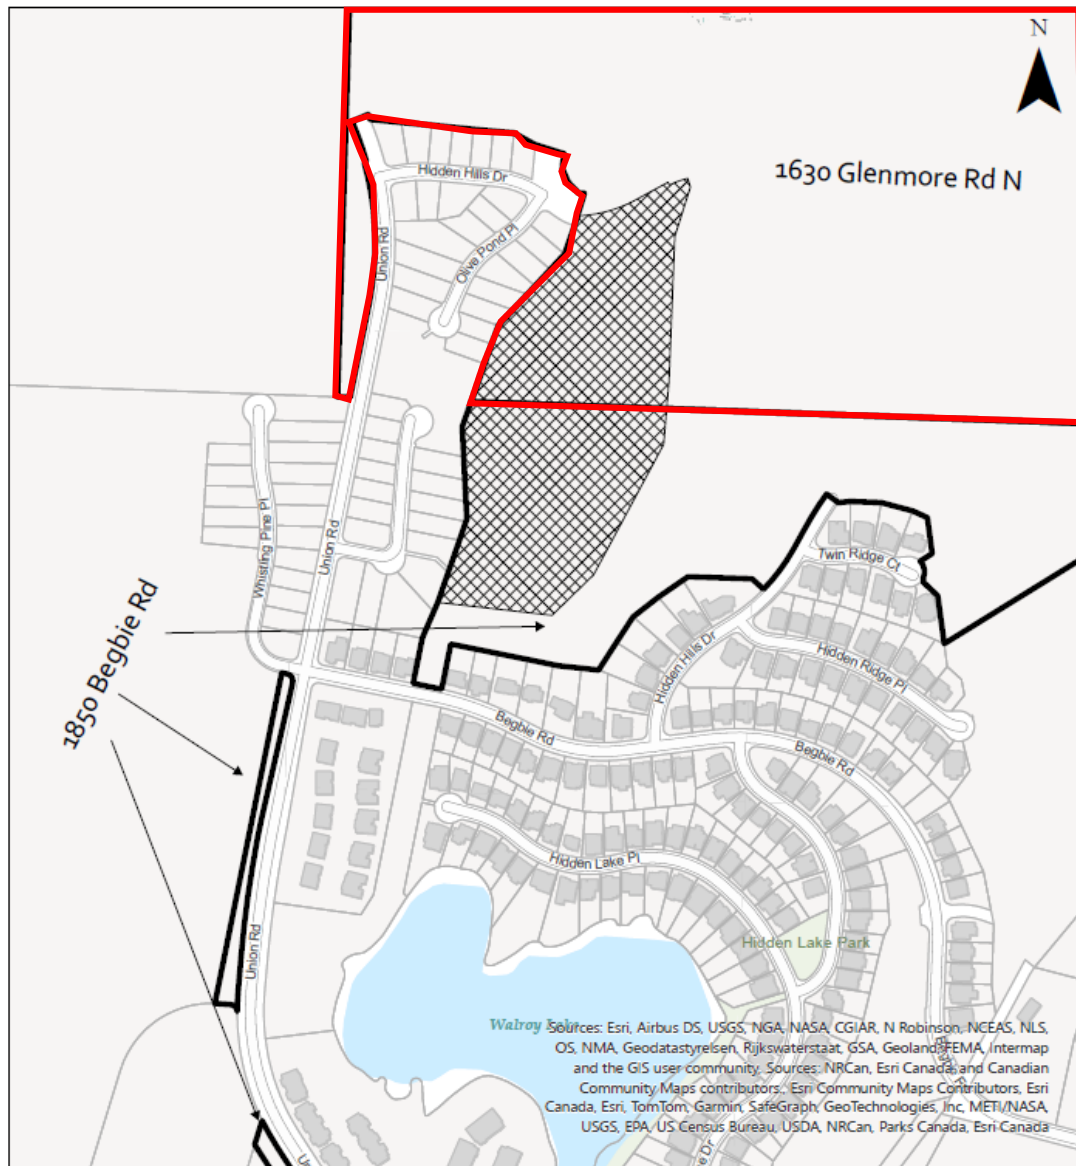 N
1630 Glenmore Rd N
Hidden Hills Dr
Union Rd
Olive Pond Pl
Whistling Pine Pl
Union Rd
Twin Ridge Ct
1850 Begbie Rd
Hidden Hills Dr
Hidden Ridge Pl
Begbie Rd
Begbie Rd
Hidden Lake Pl
Union Rd
Hidden Lake Park
Walroy Lake
Sources: Esri, Airbus DS, USGS, NGA, NASA, CGIAR, N Robinson, NCEAS, NLS,
OS, NMA, Geodatastyrelsen, Rijkswaterstaat, GSA, Geoland, FEMA, Intermap
and the GIS user community, Sources: NRCan, Esri Canada, and Canadian
Community Maps contributors., Esri Community Maps Contributors, Esri
Canada, Esri, TomTom, Garmin, SafeGraph, GeoTechnologies, Inc, METI/NASA,
USGS, EPA, US Census Bureau, USDA, NRCan, Parks Canada, Esri Canada